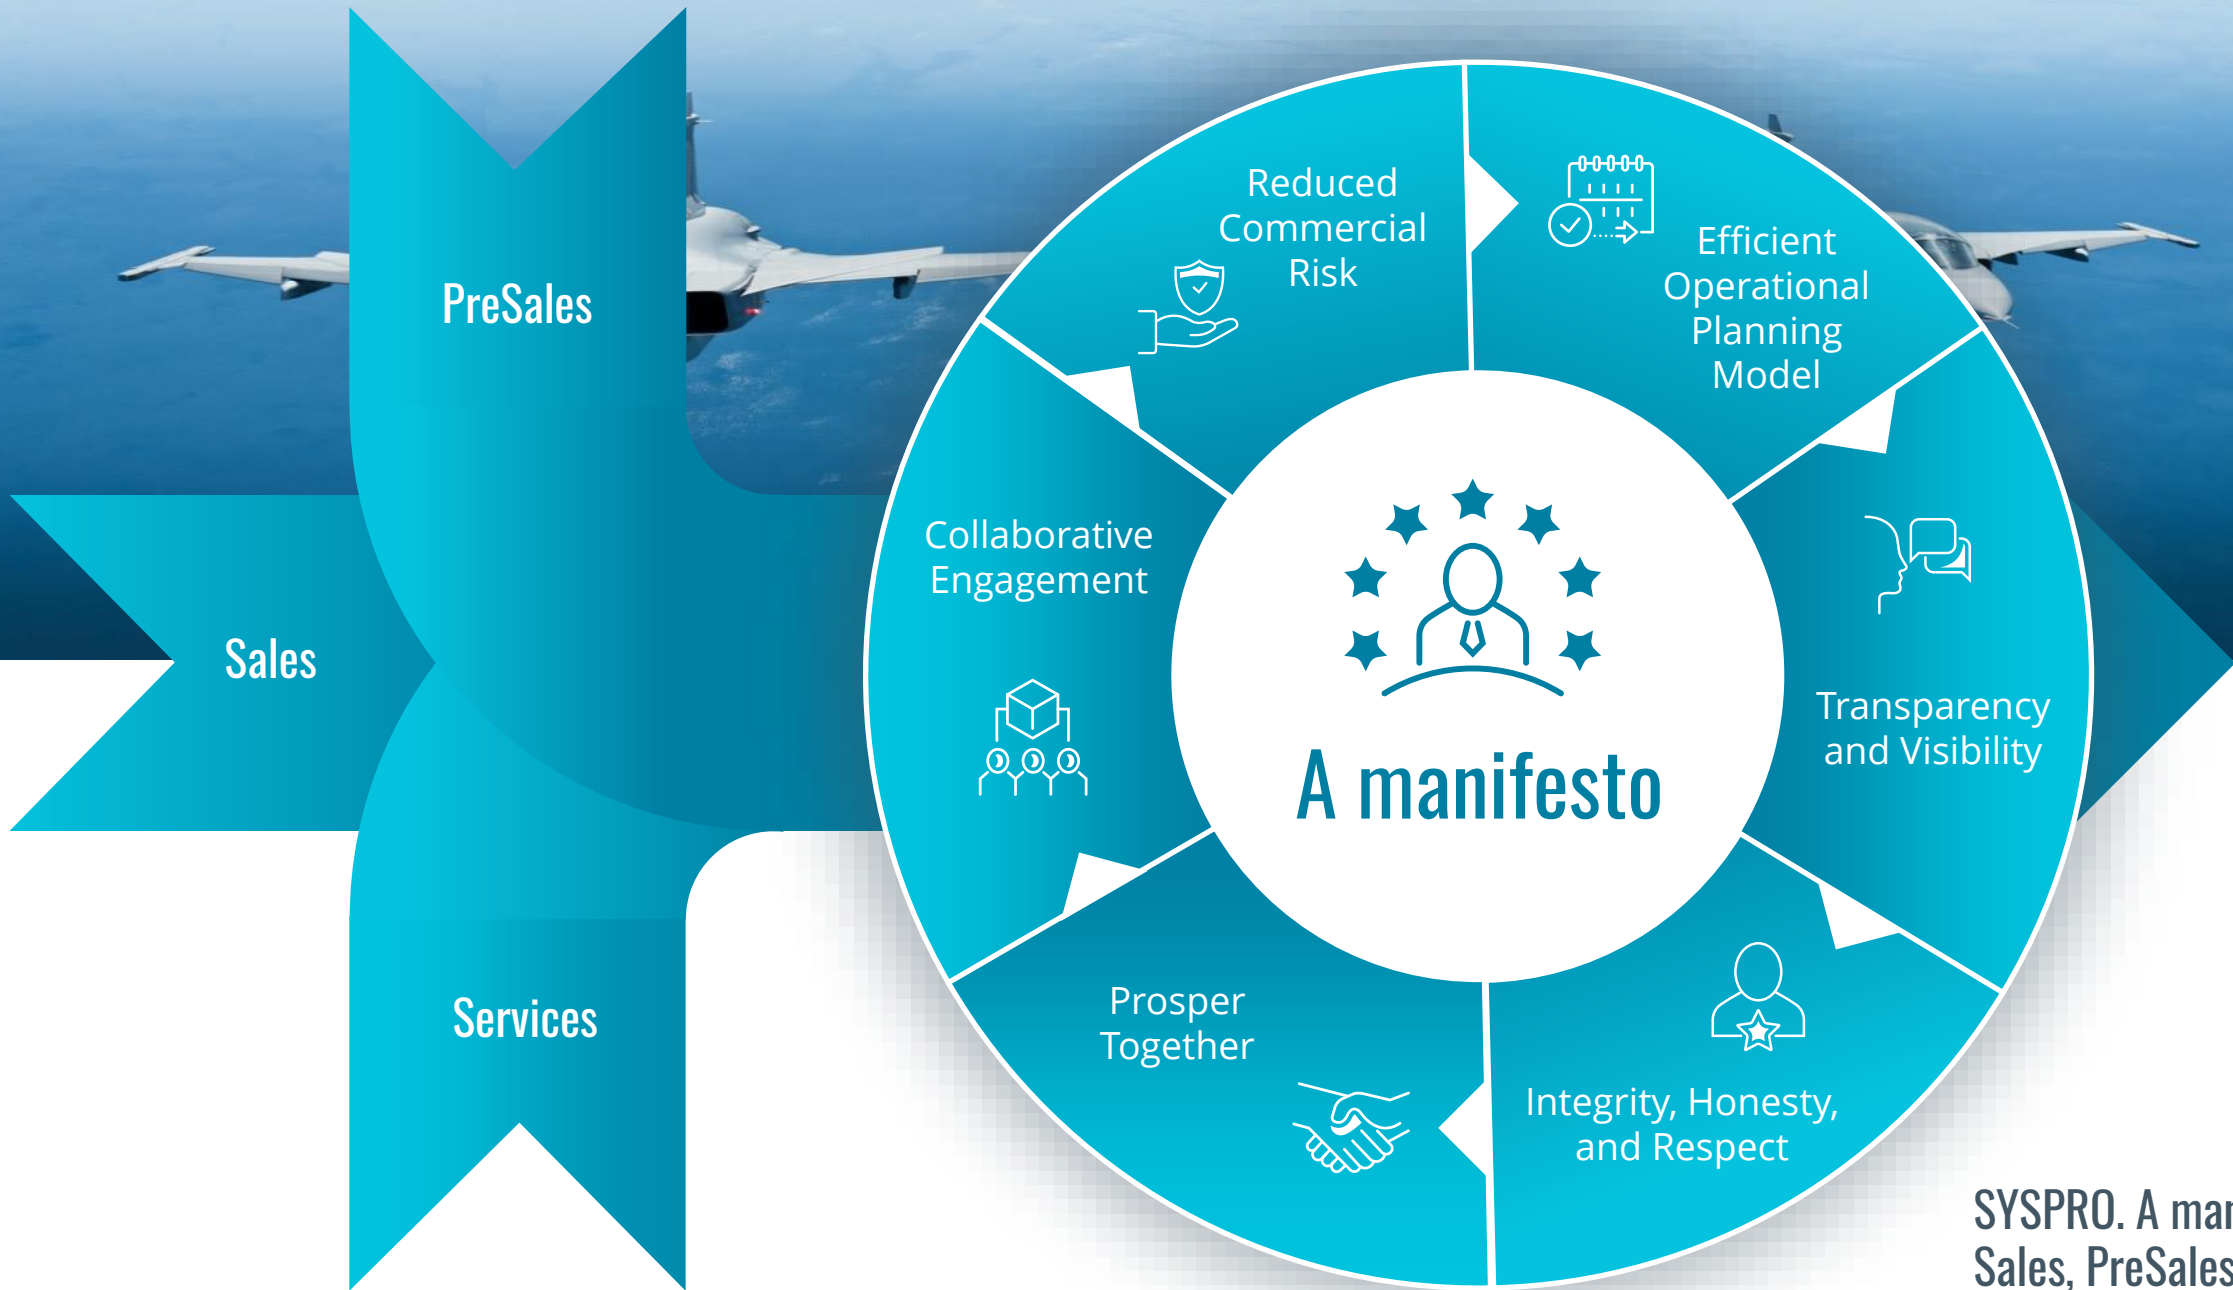 PreSales
Sales
Services
Reduced
Commercial
Risk
Efficient
Operational
Planning
Model
Collaborative
Engagement
Transparency
and Visibility
A manifesto
Prosper
Together
Integrity, Honesty,
and Respect
SYSPRO. A
Sales, PreSales